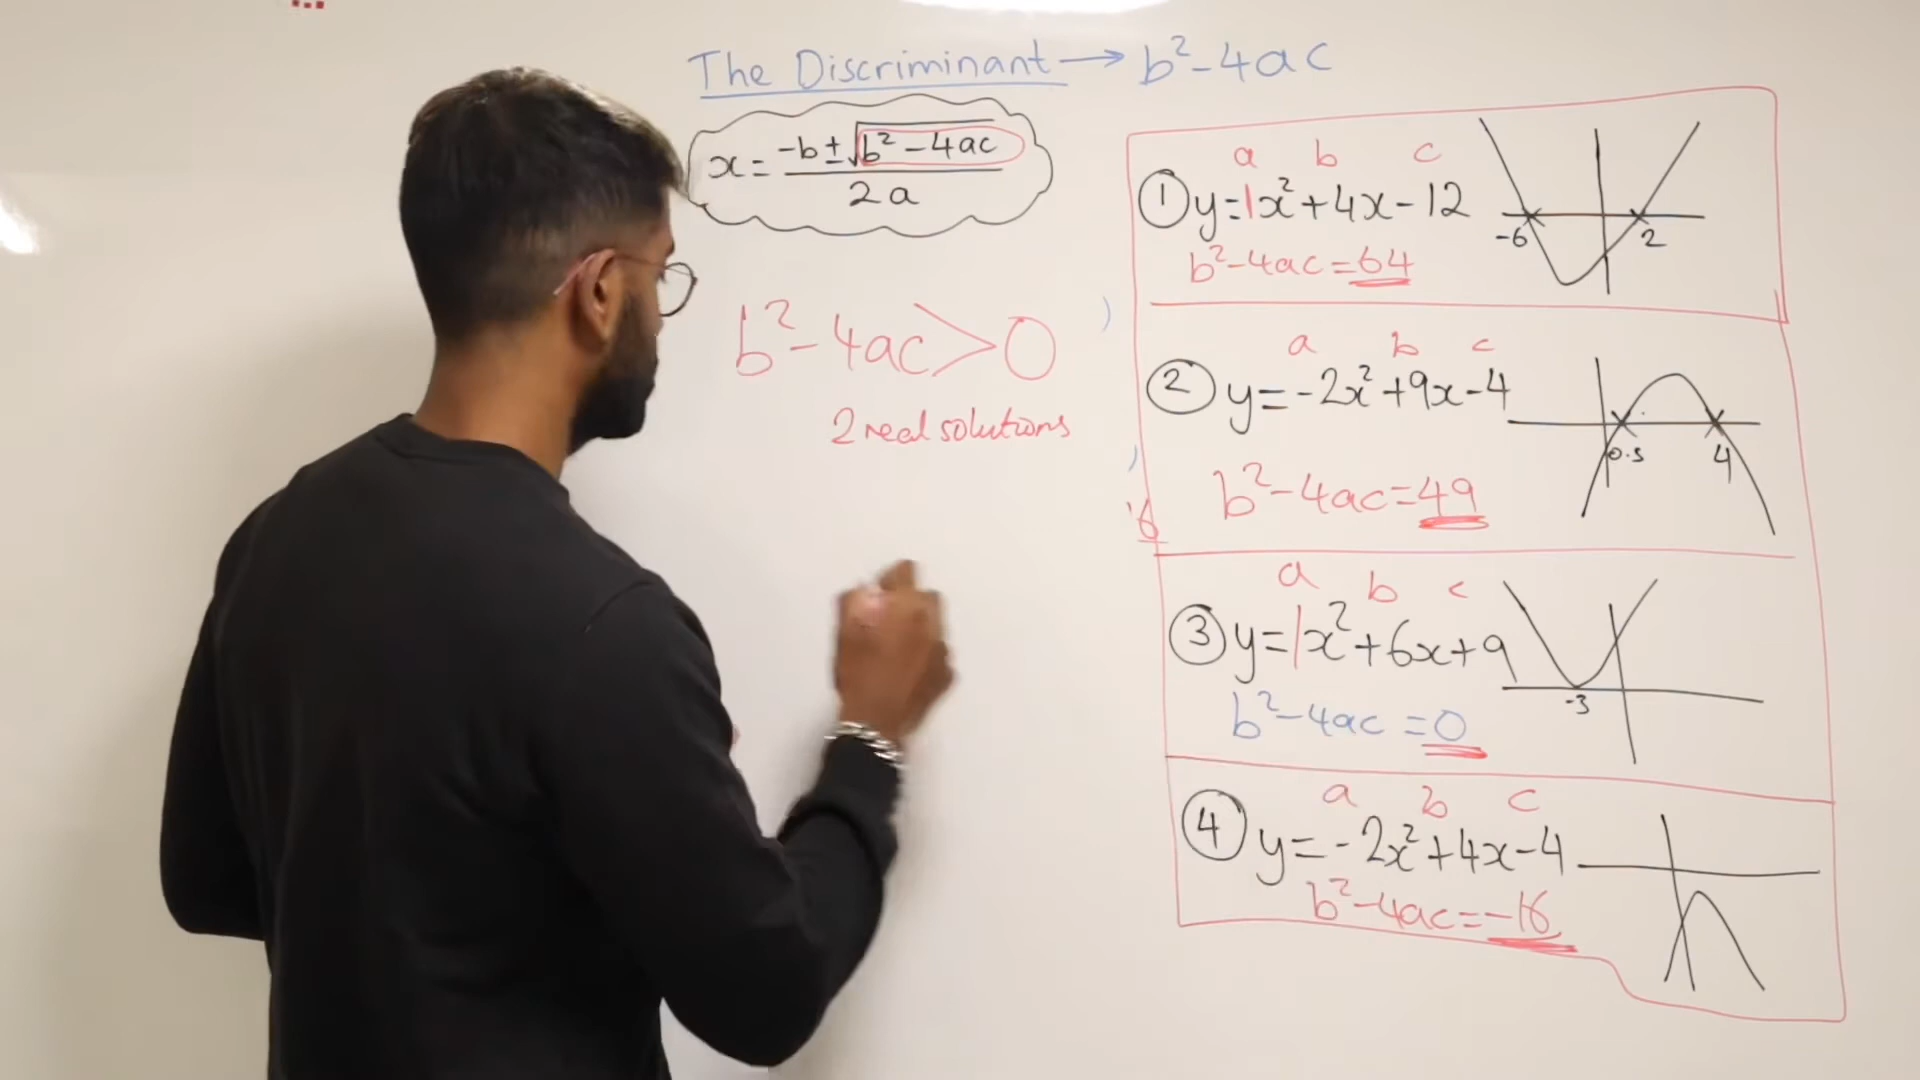 The Discriminant → b² - 4ac
x = (-b ± √(b² - 4ac)) / 2a
b² - 4ac > 0
2 real solutions
a b c
① y = 1x² + 4x - 12
b² - 4ac = 64
-6 2
a b c
② y = -2x² + 9x - 4
b² - 4ac = 49
0.5 4
a b c
③ y = 1x² + 6x + 9
b² - 4ac = 0
-3
a b c
④ y = -2x² + 4x - 4
b² - 4ac = -16